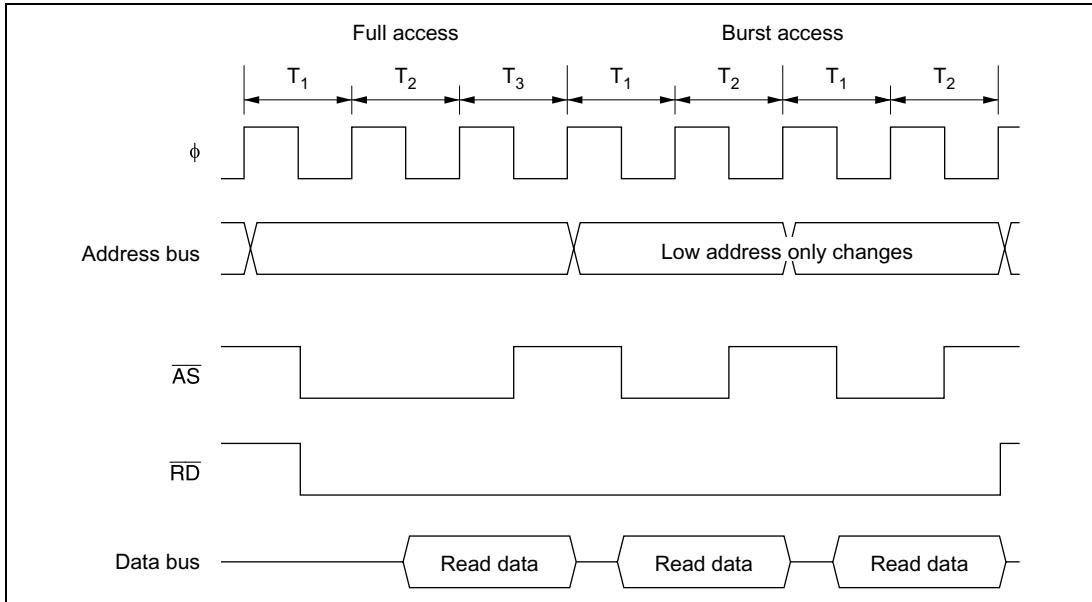 Full access Burst access
T1 T2 T3 T1 T2 T1 T2
ϕ
Address bus Low address only changes
AS
RD
Data bus Read data Read data Read data